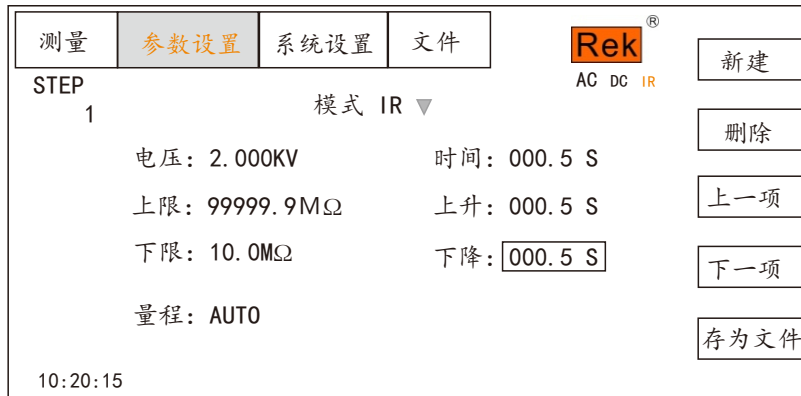 测量 参数设置 系统设置 文件 Rek®
AC DC IR
新建
STEP
1
模式 IR ▼
删除
电压: 2.000KV 时间: 000.5 S
上一项
上限: 99999.9MΩ 上升: 000.5 S
下限: 10.0MΩ 下降: 000.5 S
下一项
量程: AUTO
存为文件
10:20:15